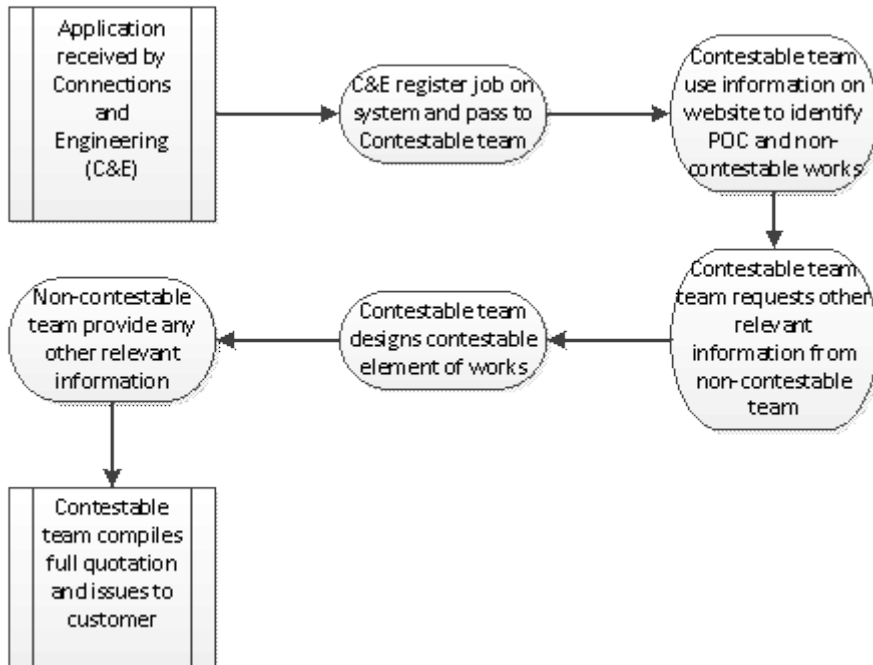 Application
received by
Connections
and
Engineering
(C&E)
C&E register job on
system and pass to
Contestable team
Contestable team
use information on
website to identify
POC and non-
contestable works
Contestable team
team requests other
relevant
information from
non-contestable
team
Contestable team
designs contestable
element of works
Non-contestable
team provide any
other relevant
information
Contestable
team compiles
full quotation
and issues to
customer